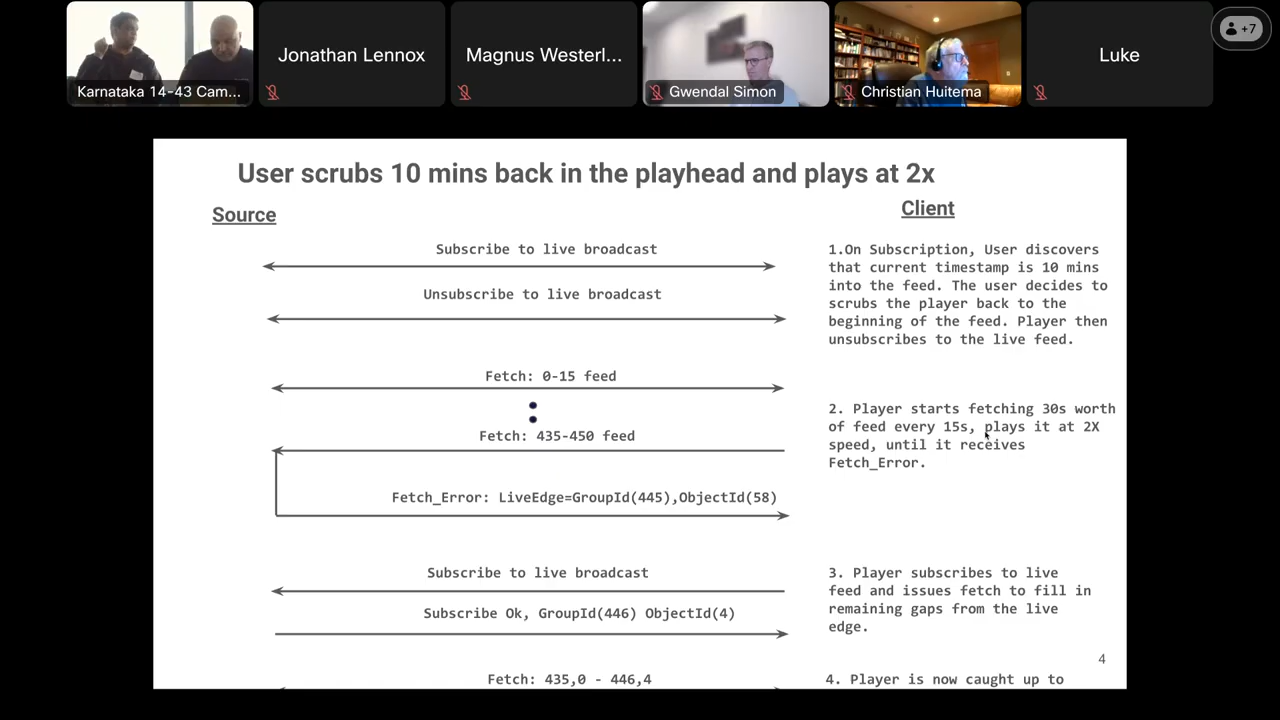 Karnataka 14-43 Cam...
Jonathan Lennox
Magnus Westerl...
Gwendal Simon
Christian Huitema
Luke
+7
User scrubs 10 mins back in the playhead and plays at 2x
Source
Client
Subscribe to live broadcast
Unsubscribe to live broadcast
1.On Subscription, User discovers
that current timestamp is 10 mins
into the feed. The user decides to
scrubs the player back to the
beginning of the feed. Player then
unsubscribes to the live feed.
Fetch: 0-15 feed
Fetch: 435-450 feed
Fetch_Error: LiveEdge=GroupId(445),ObjectId(58)
2. Player starts fetching 30s worth
of feed every 15s, plays it at 2X
speed, until it receives
Fetch_Error.
Subscribe to live broadcast
Subscribe Ok, GroupId(446) ObjectId(4)
3. Player subscribes to live
feed and issues fetch to fill in
remaining gaps from the live
edge.
4
Fetch: 435,0 - 446,4
4. Player is now caught up to